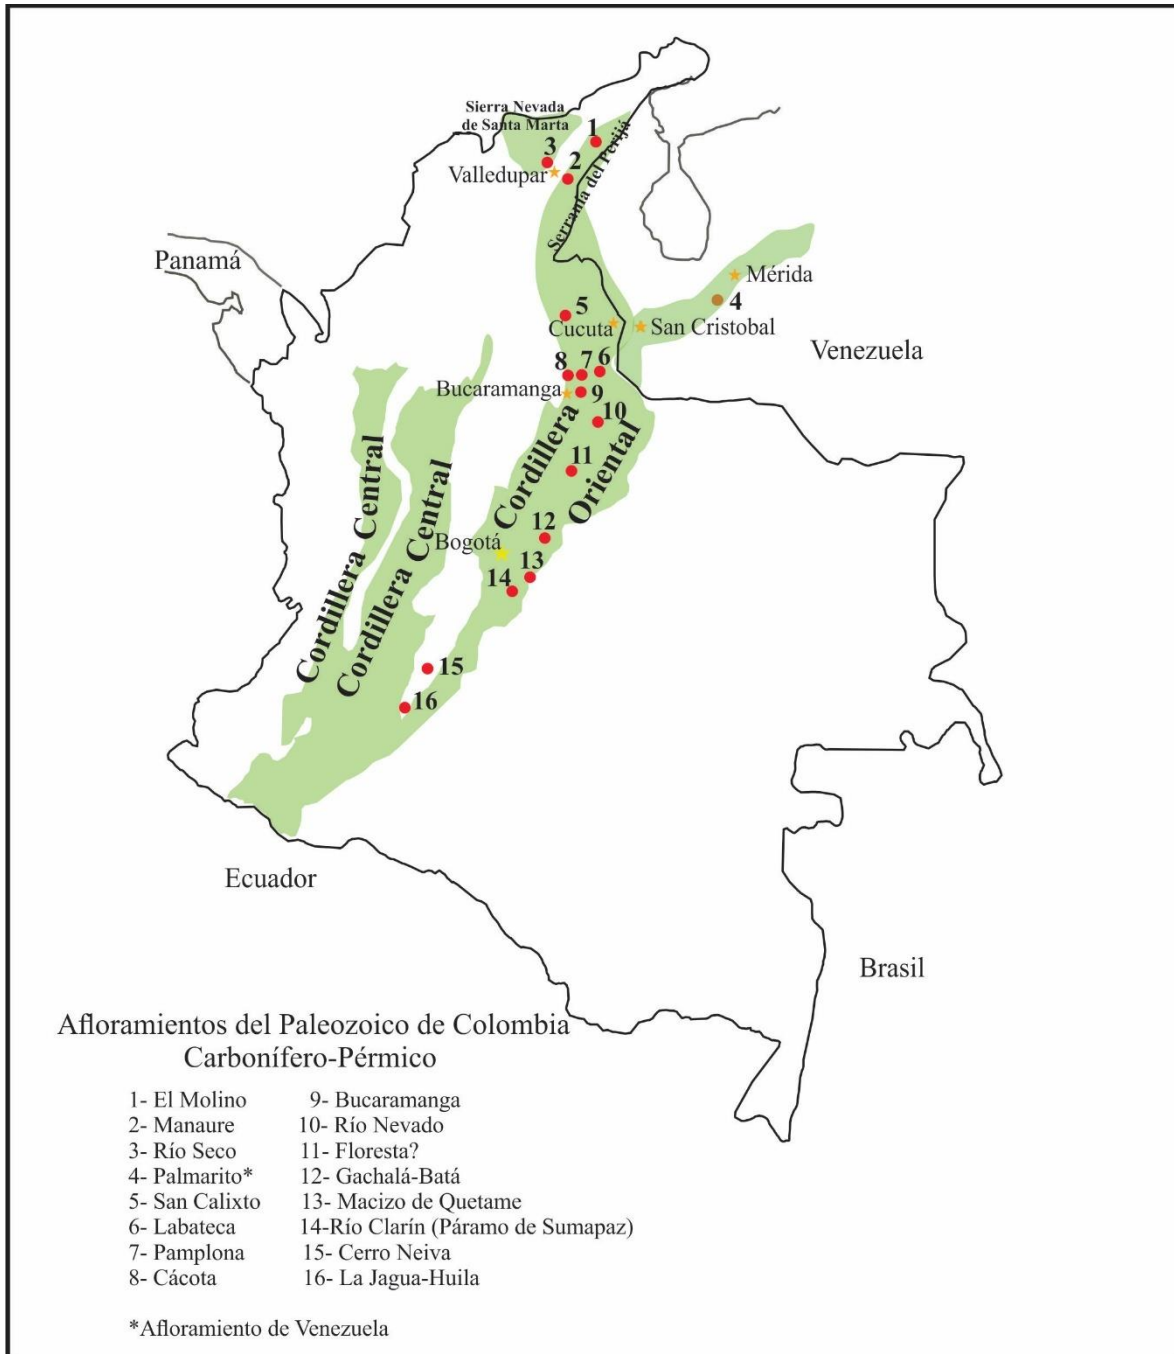 Sierra Nevada
de Santa Marta
1
3
2
Valledupar
Serranía del Perijá
Panamá
Mérida
4
5
Cucuta
San Cristobal
Venezuela
8
7
6
Bucaramanga
9
10
Cordillera
Oriental
11
Cordillera Central
Cordillera Central
12
Bogotá
13
14
15
16
Ecuador
Brasil
Afloramientos del Paleozoico de Colombia
Carbonífero-Pérmico
1- El Molino
2- Manaure
3- Río Seco
4- Palmarito*
5- San Calixto
6- Labateca
7- Pamplona
8- Cácota
9- Bucaramanga
10- Río Nevado
11- Floresta?
12- Gachalá-Batá
13- Macizo de Quetame
14-Río Clarín (Páramo de Sumapaz)
15- Cerro Neiva
16- La Jagua-Huila
*Afloramiento de Venezuela